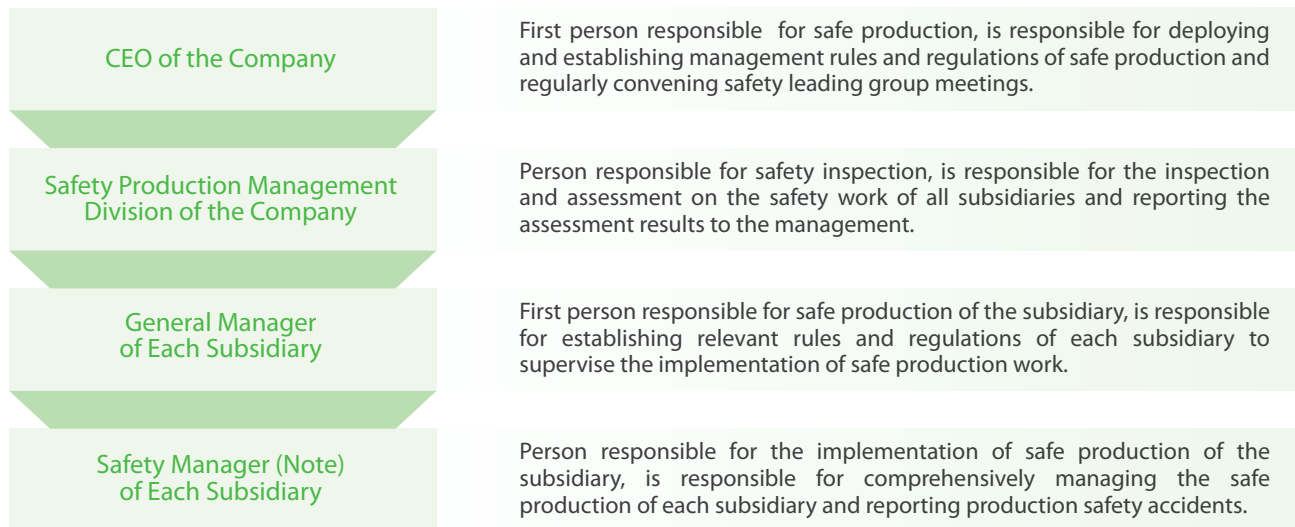 CEO of the Company
First person responsible for safe production, is responsible for deploying
and establishing management rules and regulations of safe production and
regularly convening safety leading group meetings.
Safety Production Management
Division of the Company
Person responsible for safety inspection, is responsible for the inspection
and assessment on the safety work of all subsidiaries and reporting the
assessment results to the management.
General Manager
of Each Subsidiary
First person responsible for safe production of the subsidiary, is responsible
for establishing relevant rules and regulations of each subsidiary to
supervise the implementation of safe production work.
Safety Manager (Note)
of Each Subsidiary
Person responsible for the implementation of safe production of the
subsidiary, is responsible for comprehensively managing the safe
production of each subsidiary and reporting production safety accidents.